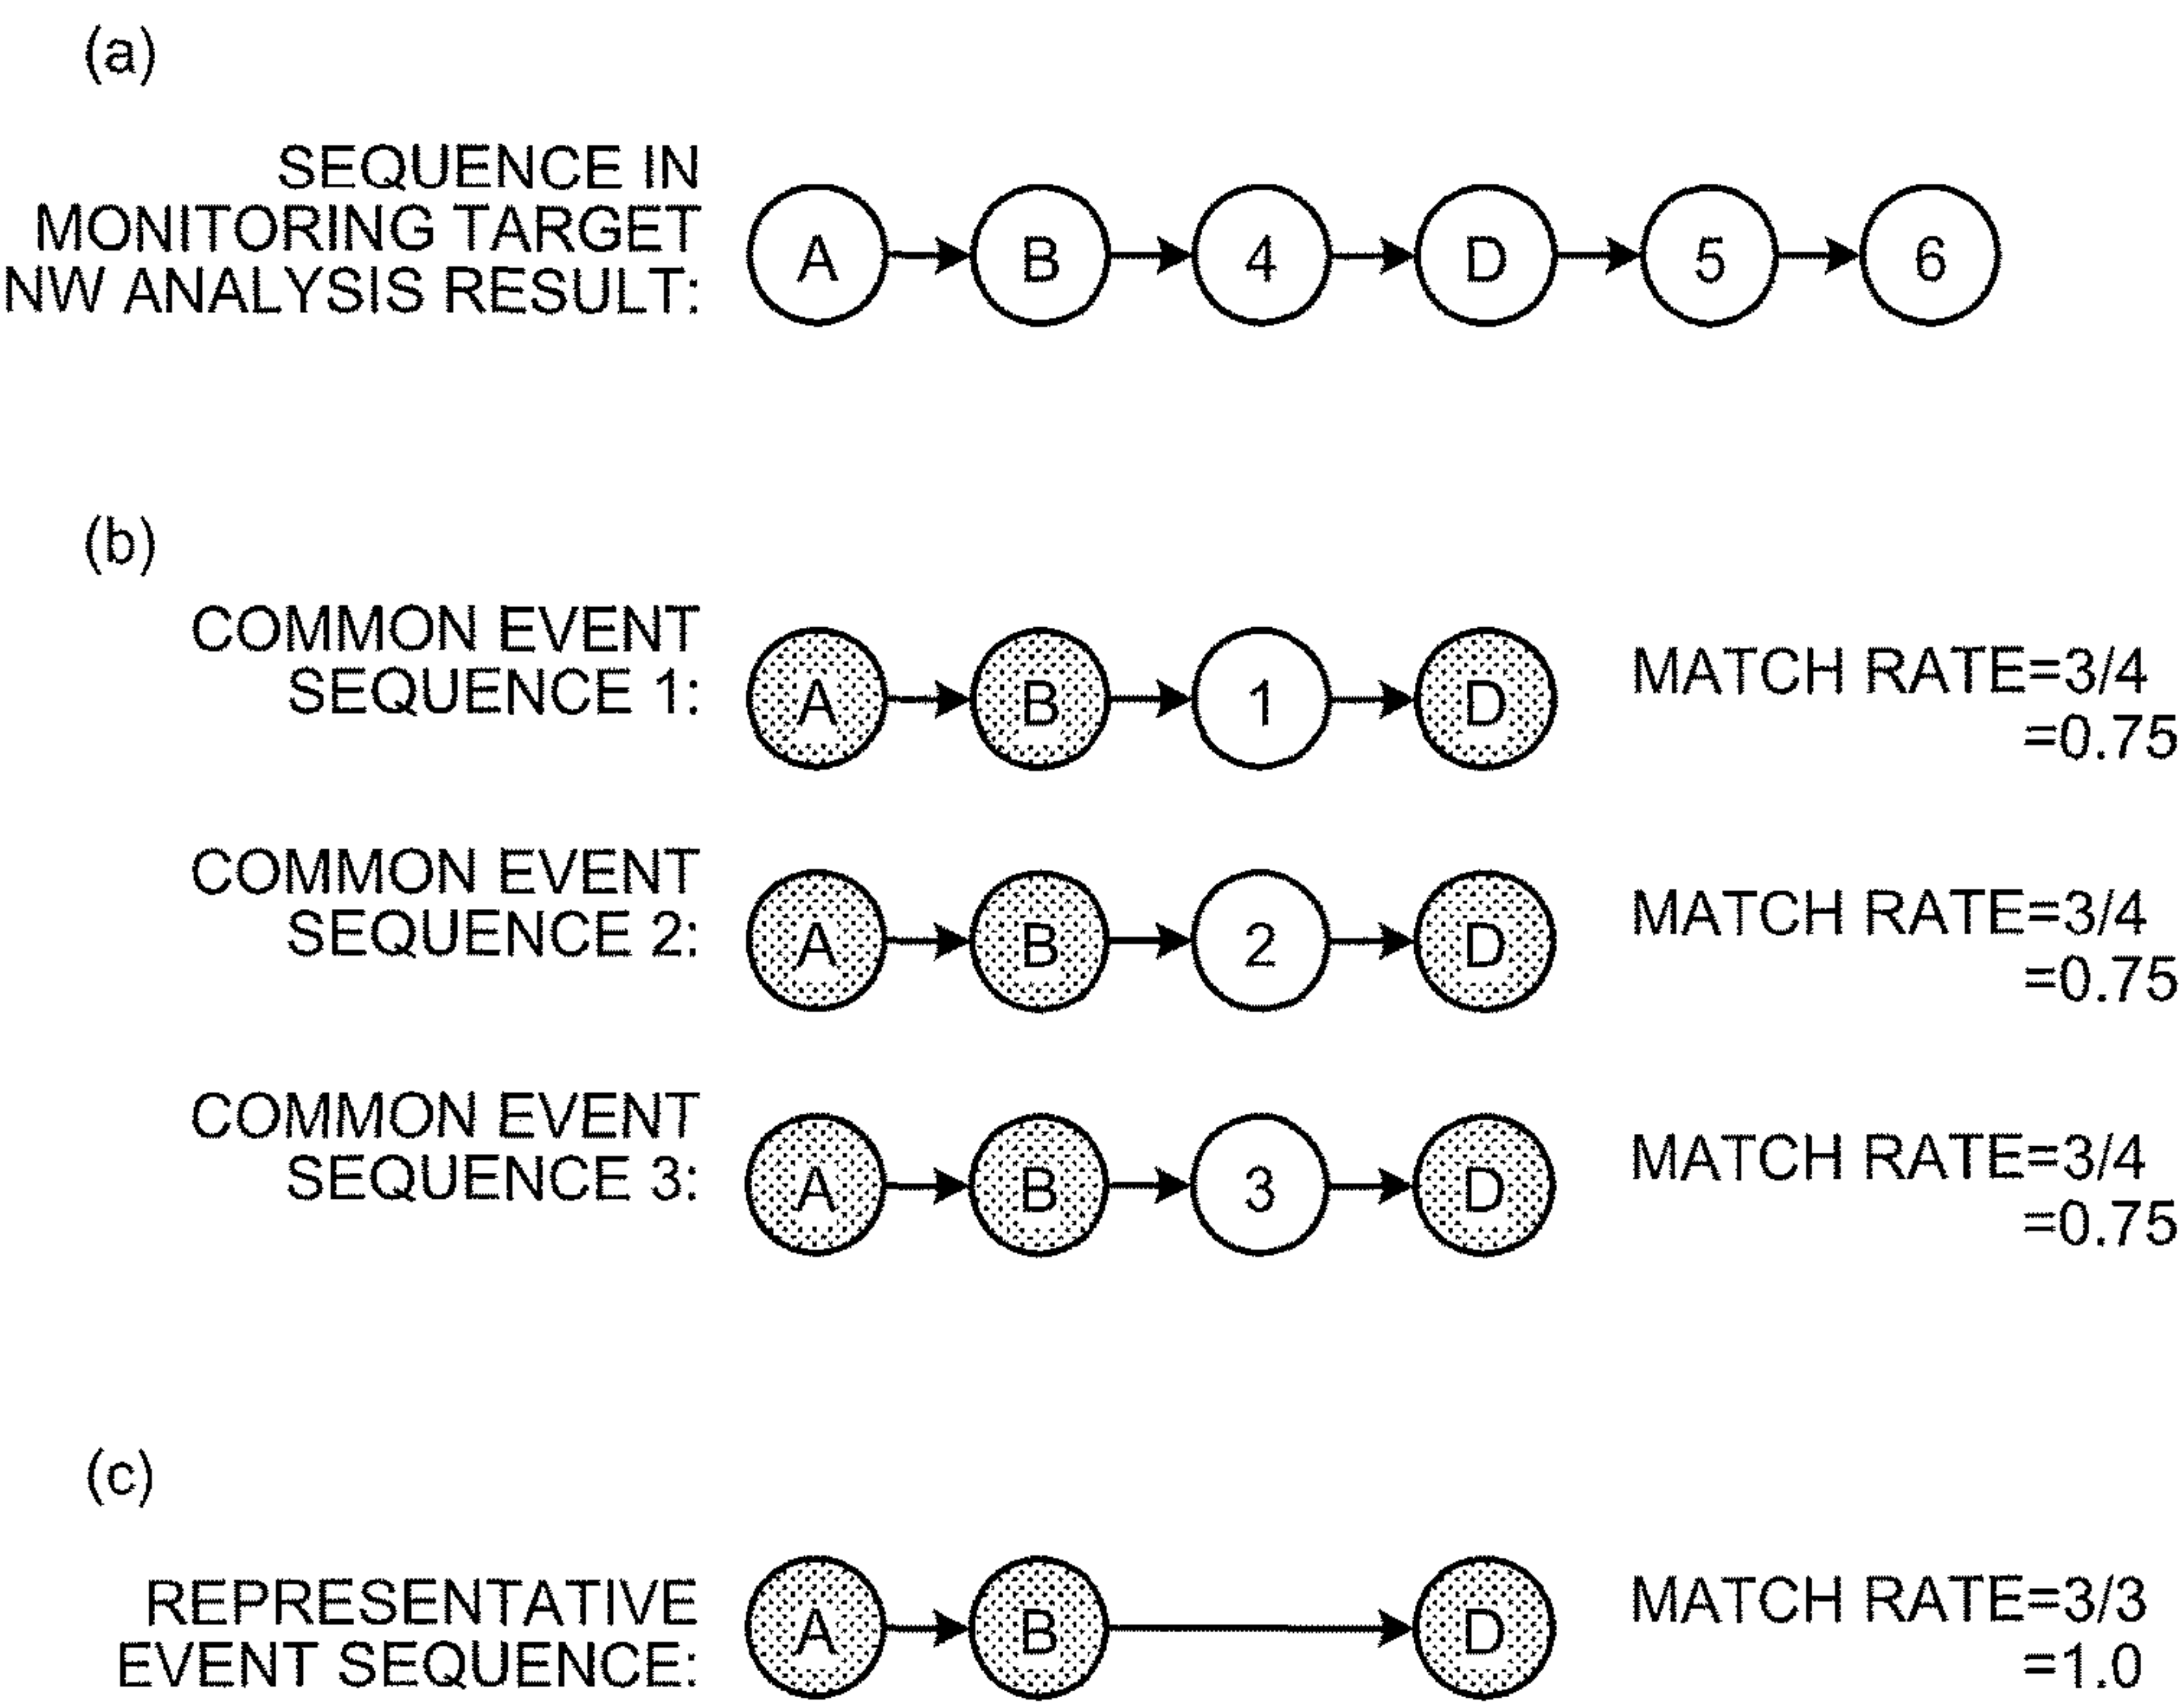 (a)
SEQUENCE IN
MONITORING TARGET
NW ANALYSIS RESULT:
A B 4 D 5 6
(b)
COMMON EVENT
SEQUENCE 1:
A B 1 D
MATCH RATE=3/4
=0.75
COMMON EVENT
SEQUENCE 2:
A B 2 D
MATCH RATE=3/4
=0.75
COMMON EVENT
SEQUENCE 3:
A B 3 D
MATCH RATE=3/4
=0.75
(c)
REPRESENTATIVE
EVENT SEQUENCE:
A B D
MATCH RATE=3/3
=1.0